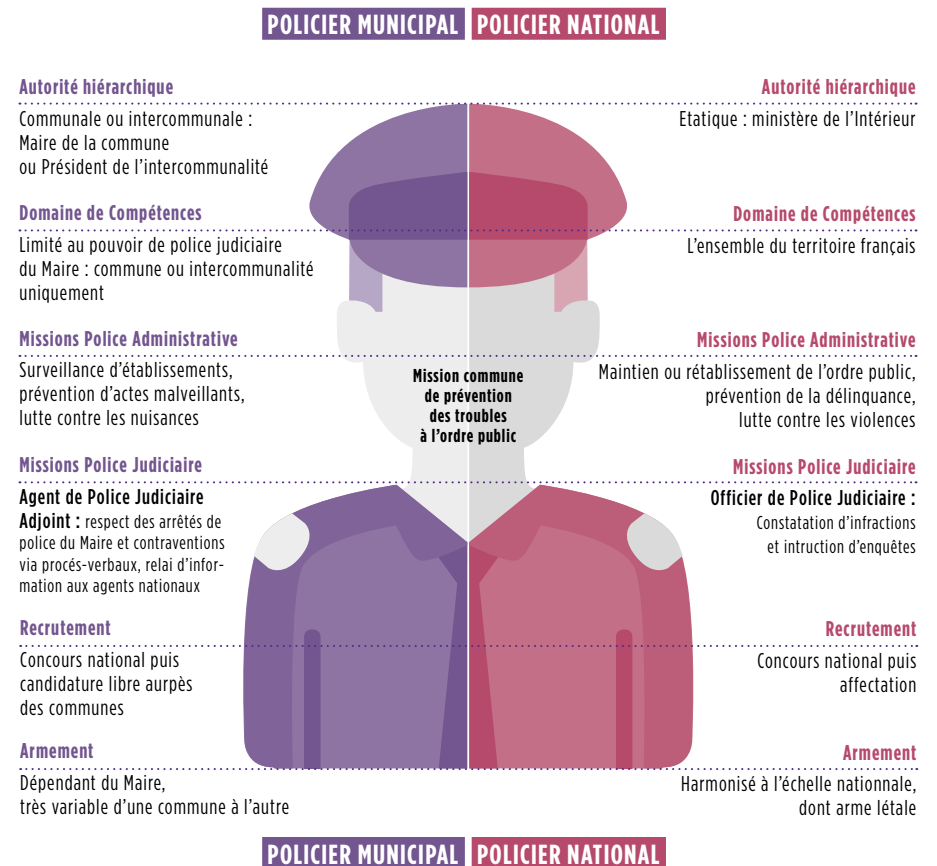 POLICIER MUNICIPAL POLICIER NATIONAL
Autorité hiérarchique
Communale ou intercommunale :
Maire de la commune
ou Président de l'intercommunalité
Autorité hiérarchique
Etatique : ministère de l'Intérieur
Domaine de Compétences
Limité au pouvoir de police judiciaire
du Maire : commune ou intercommunalité
uniquement
Domaine de Compétences
L'ensemble du territoire français
Missions Police Administrative
Surveillance d'établissements,
prévention d'actes malveillants,
lutte contre les nuisances
Mission commune
de prévention
des troubles
à l'ordre public
Missions Police Administrative
Maintien ou rétablissement de l'ordre public,
prévention de la délinquance,
lutte contre les violences
Missions Police Judiciaire
Agent de Police Judiciaire
Adjoint : respect des arrêtés de
police du Maire et contraventions
via procés-verbaux, relai d'infor-
mation aux agents nationaux
Missions Police Judiciaire
Officier de Police Judiciaire :
Constatation d'infractions
et intruction d'enquêtes
Recrutement
Concours national puis
candidature libre aurpès
des communes
Recrutement
Concours national puis
affectation
Armement
Dépendant du Maire,
très variable d'une commune à l'autre
Armement
Harmonisé à l'échelle nationnale,
dont arme létale
POLICIER MUNICIPAL POLICIER NATIONAL